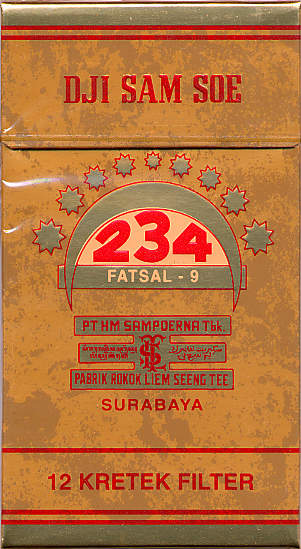 DJI SAM SOE
234
FATSAL - 9
PT HM SAMPOERNA Tbk.
PABRIK ROKOK LIEM SEENG TEE
SURABAYA
12 KRETEK FILTER